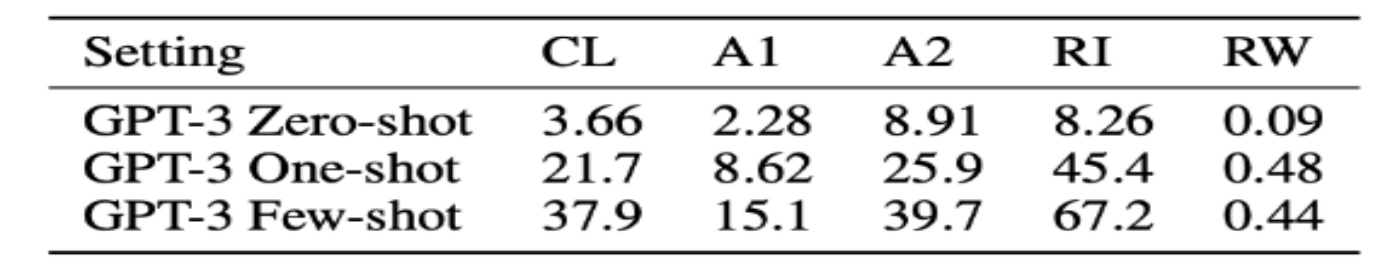 Setting CL A1 A2 RI RW
GPT-3 Zero-shot 3.66 2.28 8.91 8.26 0.09
GPT-3 One-shot 21.7 8.62 25.9 45.4 0.48
GPT-3 Few-shot 37.9 15.1 39.7 67.2 0.44